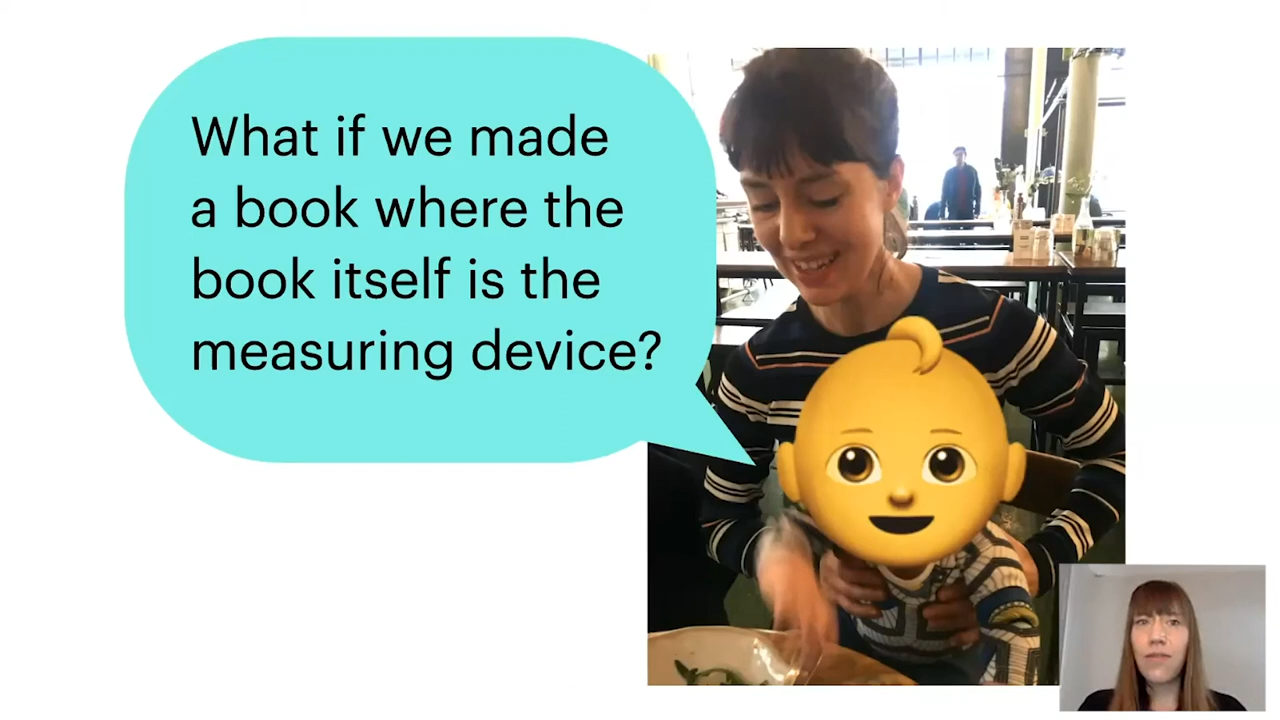 What if we made
a book where the
book itself is the
measuring device?